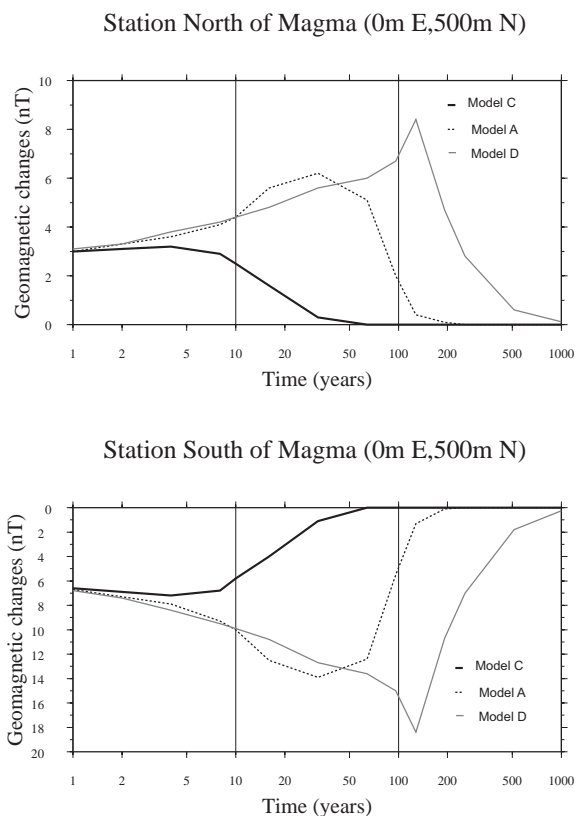 Station North of Magma (0m E,500m N)
Geomagnetic changes (nT)
10
8
6
4
2
0
Model C
Model A
Model D
1 2 5 10 20 50 100 200 500 1000
Time (years)
Station South of Magma (0m E,500m N)
Geomagnetic changes (nT)
0
2
4
6
8
10
12
14
16
18
20
Model C
Model A
Model D
1 2 5 10 20 50 100 200 500 1000
Time (years)